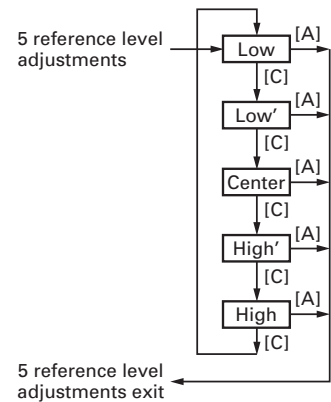 5 reference level
adjustments
Low
[A]
[C]
Low’
[A]
[C]
Center
[A]
[C]
High’
[A]
[C]
High
[A]
[C]
5 reference level
adjustments exit